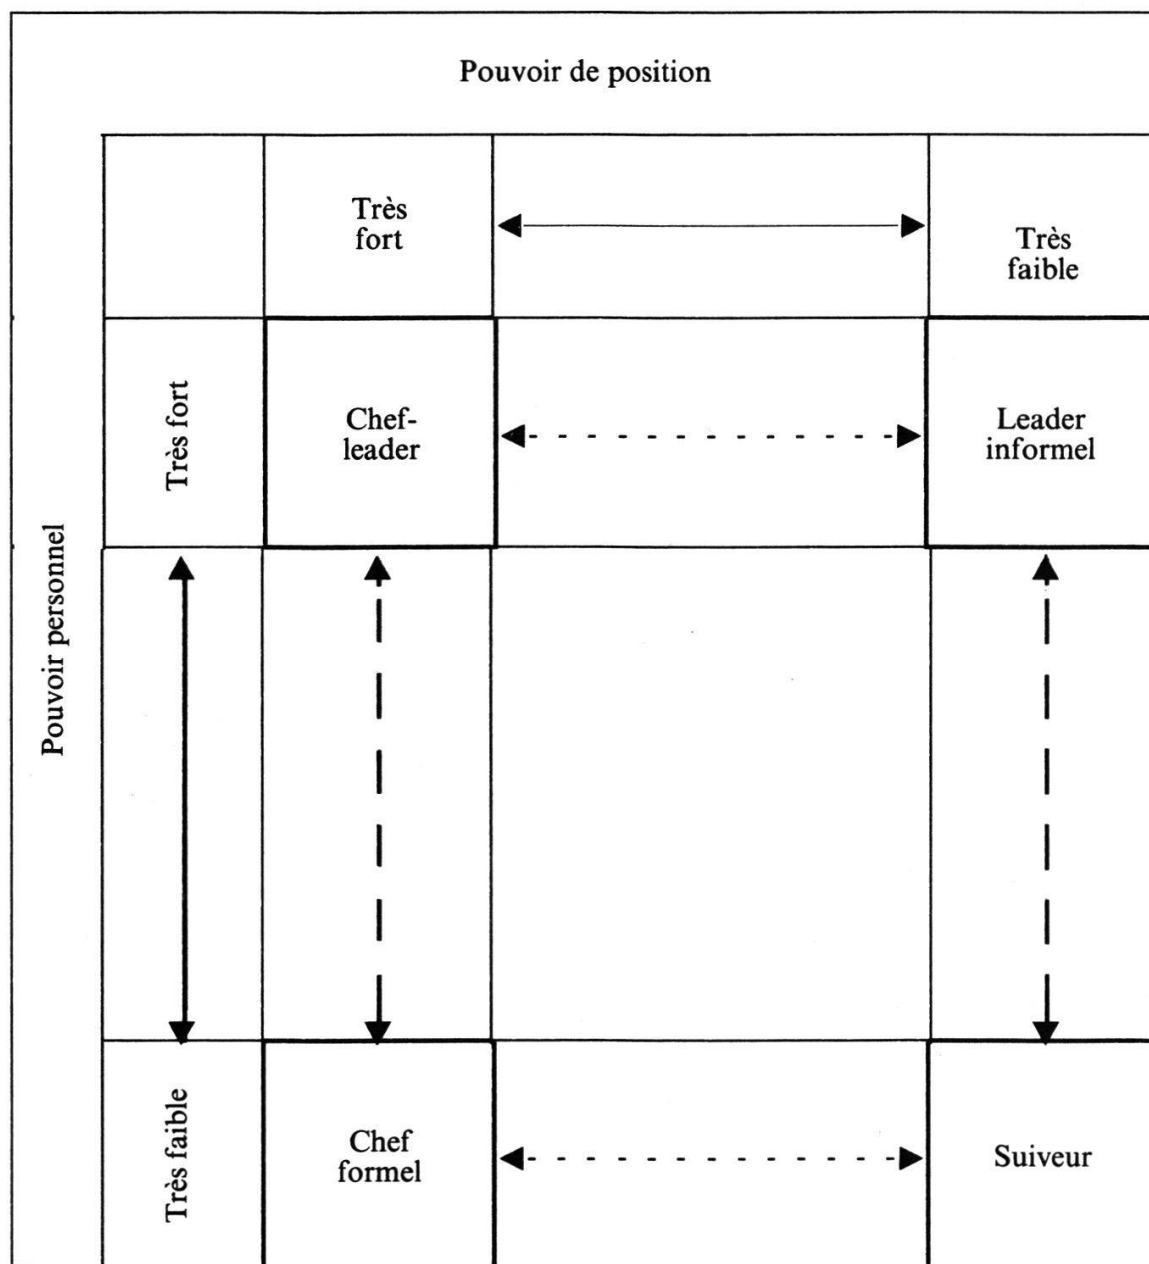 Pouvoir de position
Très
fort
Très
faible
Pouvoir personnel
Très fort
Chef-
leader
Leader
informel
Très faible
Chef
formel
Suiveur